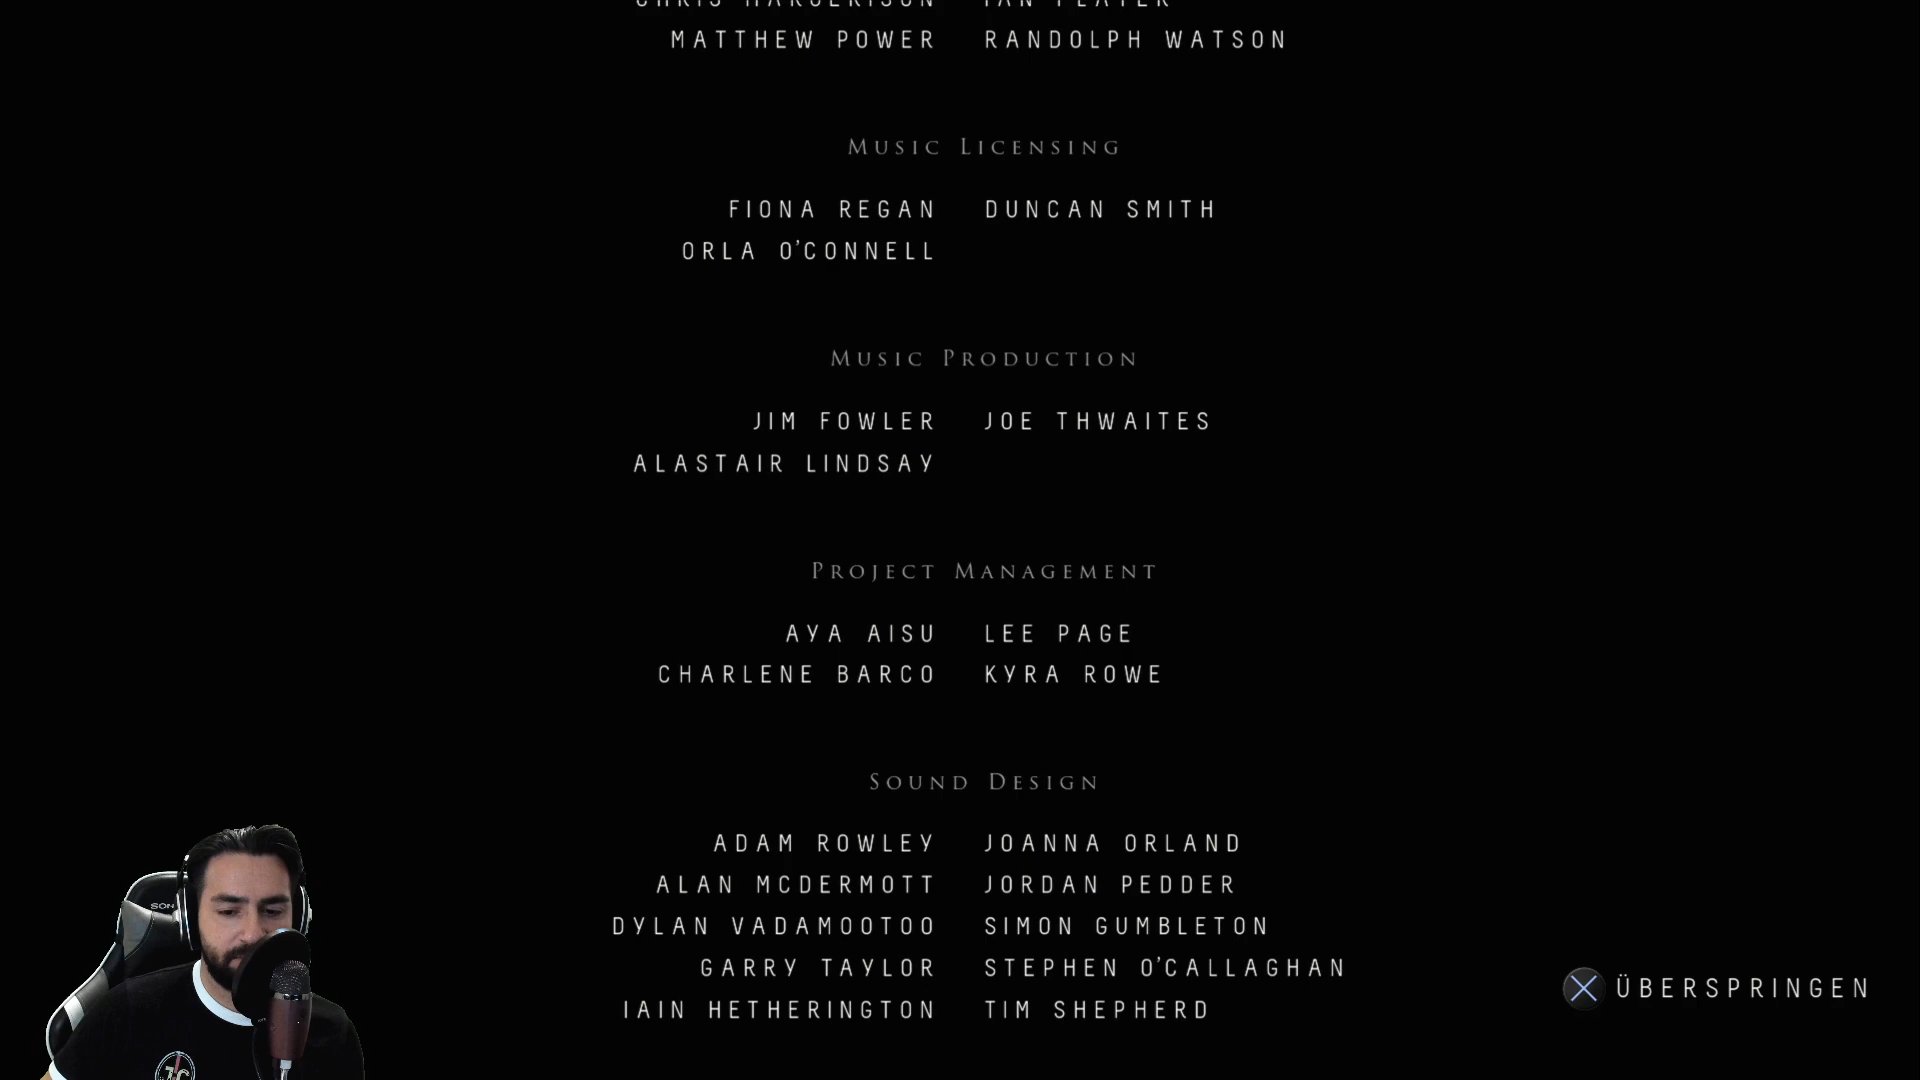 MATTHEW POWER RANDOLPH WATSON
MUSIC LICENSING
FIONA REGAN DUNCAN SMITH
ORLA O'CONNELL
MUSIC PRODUCTION
JIM FOWLER JOE THWAITES
ALASTAIR LINDSAY
PROJECT MANAGEMENT
AYA AISU LEE PAGE
CHARLENE BARCO KYRA ROWE
SOUND DESIGN
ADAM ROWLEY JOANNA ORLAND
ALAN MCDERMOTT JORDAN PEDDER
DYLAN VADAMOOTOO SIMON GUMBLETON
GARRY TAYLOR STEPHEN O'CALLAGHAN
IAIN HETHERINGTON TIM SHEPHERD
ÜBERSPRINGEN